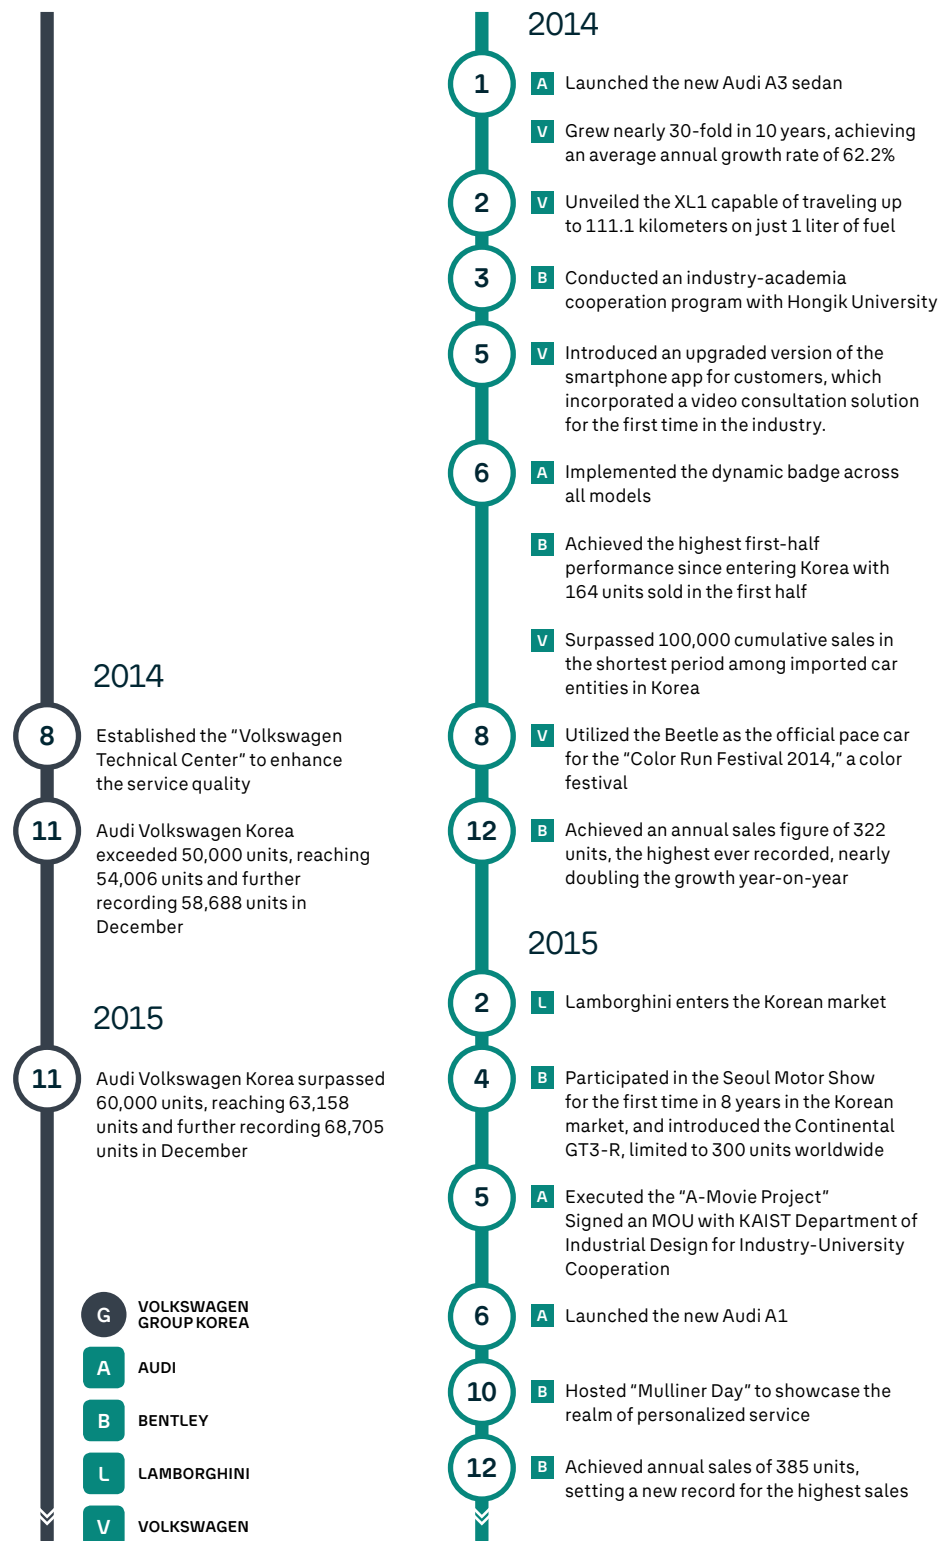 2014
8
Established the "Volkswagen
Technical Center" to enhance
the service quality
11
Audi Volkswagen Korea
exceeded 50,000 units, reaching
54,006 units and further
recording 58,688 units in
December
2015
11
Audi Volkswagen Korea surpassed
60,000 units, reaching 63,158
units and further recording 68,705
units in December
G
VOLKSWAGEN
GROUP KOREA
A AUDI
B BENTLEY
L LAMBORGHINI
V VOLKSWAGEN
2014
1
A Launched the new Audi A3 sedan
V Grew nearly 30-fold in 10 years, achieving
an average annual growth rate of 62.2%
2
V Unveiled the XL1 capable of traveling up
to 111.1 kilometers on just 1 liter of fuel
3
B Conducted an industry-academia
cooperation program with Hongik University
5
V Introduced an upgraded version of the
smartphone app for customers, which
incorporated a video consultation solution
for the first time in the industry.
6
A Implemented the dynamic badge across
all models
B Achieved the highest first-half
performance since entering Korea with
164 units sold in the first half
V Surpassed 100,000 cumulative sales in
the shortest period among imported car
entities in Korea
8
V Utilized the Beetle as the official pace car
for the "Color Run Festival 2014," a color
festival
12
B Achieved an annual sales figure of 322
units, the highest ever recorded, nearly
doubling the growth year-on-year
2015
2
L Lamborghini enters the Korean market
4
B Participated in the Seoul Motor Show
for the first time in 8 years in the Korean
market, and introduced the Continental
GT3-R, limited to 300 units worldwide
5
A Executed the "A-Movie Project"
Signed an MOU with KAIST Department of
Industrial Design for Industry-University
Cooperation
6
A Launched the new Audi A1
10
B Hosted "Mulliner Day" to showcase the
realm of personalized service
12
B Achieved annual sales of 385 units,
setting a new record for the highest sales